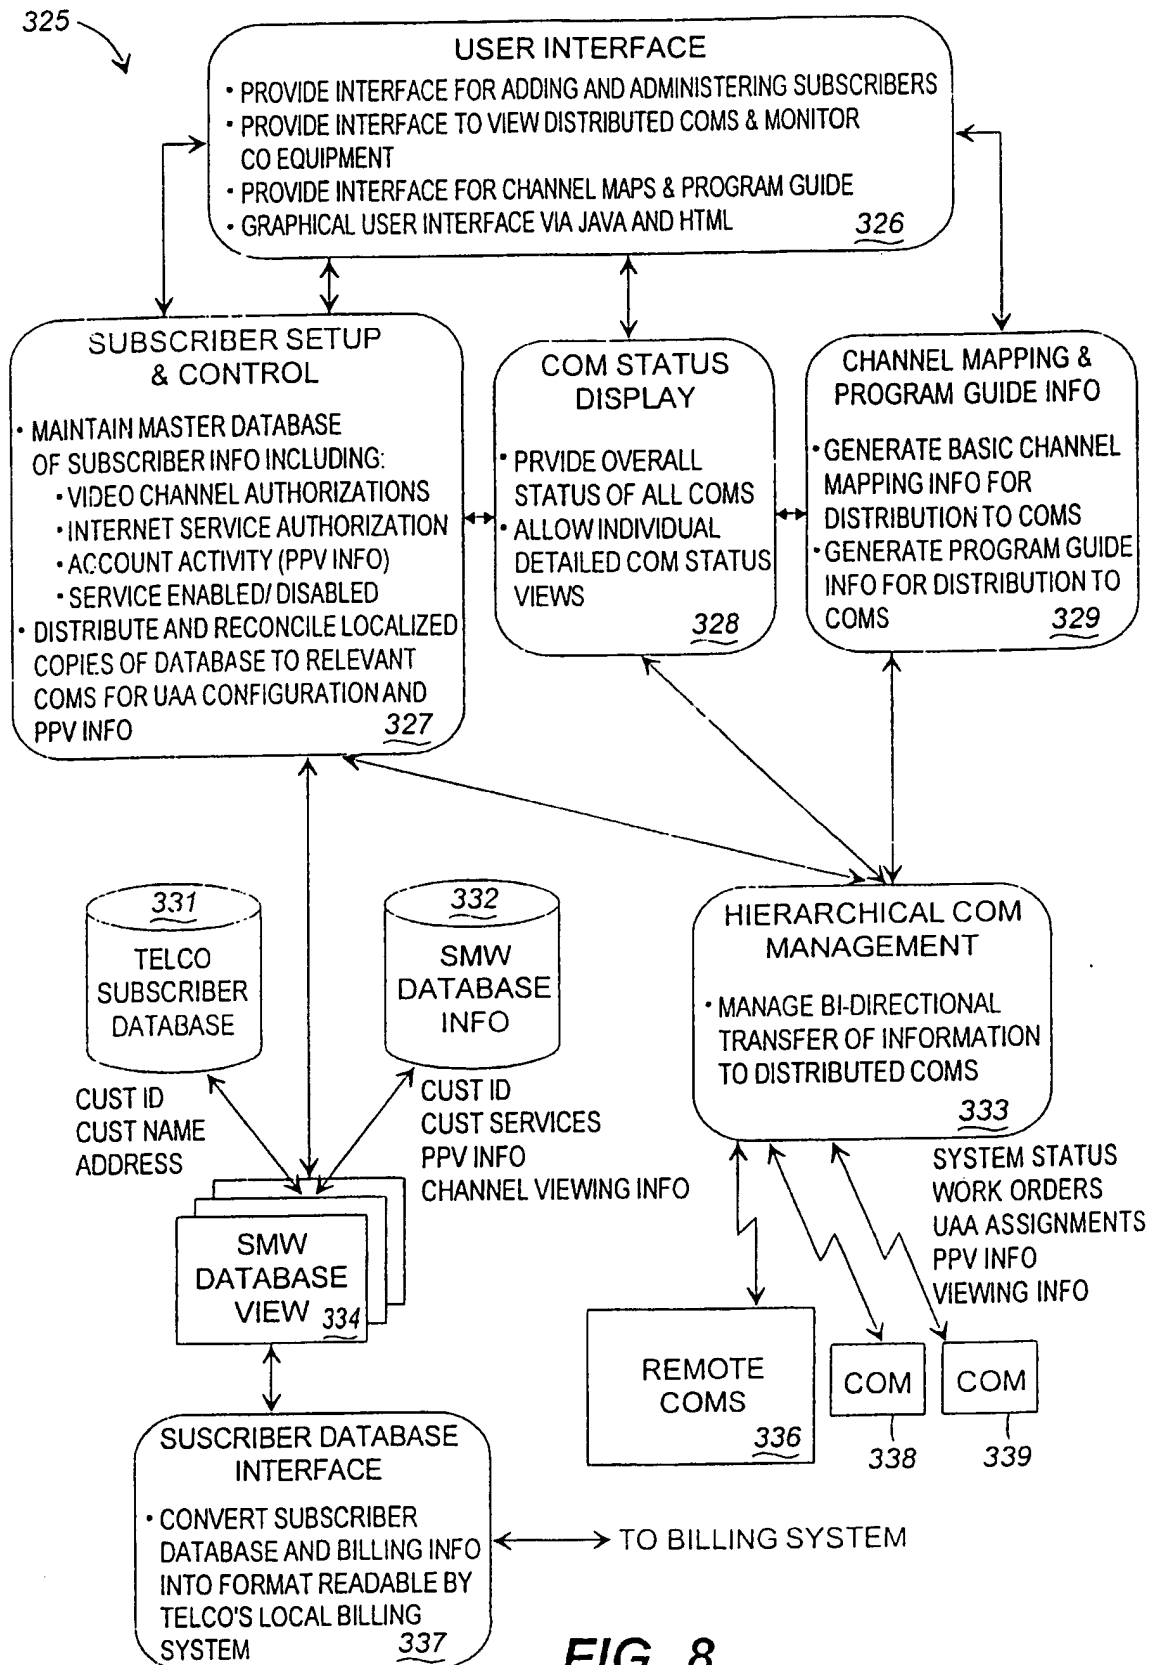 325
USER INTERFACE
• PROVIDE INTERFACE FOR ADDING AND ADMINISTERING SUBSCRIBERS
• PROVIDE INTERFACE TO VIEW DISTRIBUTED COMS & MONITOR
CO EQUIPMENT
• PROVIDE INTERFACE FOR CHANNEL MAPS & PROGRAM GUIDE
• GRAPHICAL USER INTERFACE VIA JAVA AND HTML
326
SUBSCRIBER SETUP
& CONTROL
• MAINTAIN MASTER DATABASE
OF SUBSCRIBER INFO INCLUDING:
• VIDEO CHANNEL AUTHORIZATIONS
• INTERNET SERVICE AUTHORIZATION
• ACCOUNT ACTIVITY (PPV INFO)
• SERVICE ENABLED/ DISABLED
• DISTRIBUTE AND RECONCILE LOCALIZED
COPIES OF DATABASE TO RELEVANT
COMS FOR UAA CONFIGURATION AND
PPV INFO
327
COM STATUS
DISPLAY
• PRVIDE OVERALL
STATUS OF ALL COMS
• ALLOW INDIVIDUAL
DETAILED COM STATUS
VIEWS
328
CHANNEL MAPPING &
PROGRAM GUIDE INFO
• GENERATE BASIC CHANNEL
MAPPING INFO FOR
DISTRIBUTION TO COMS
• GENERATE PROGRAM GUIDE
INFO FOR DISTRIBUTION TO
COMS
329
331
TELCO
SUBSCRIBER
DATABASE
332
SMW
DATABASE
INFO
HIERARCHICAL COM
MANAGEMENT
• MANAGE BI-DIRECTIONAL
TRANSFER OF INFORMATION
TO DISTRIBUTED COMS
333
CUST ID
CUST NAME
ADDRESS
CUST ID
CUST SERVICES
PPV INFO
CHANNEL VIEWING INFO
SYSTEM STATUS
WORK ORDERS
UAA ASSIGNMENTS
PPV INFO
VIEWING INFO
SMW
DATABASE
VIEW
334
REMOTE
COMS
336
COM
COM
338
339
SUSCRIBER DATABASE
INTERFACE
• CONVERT SUBSCRIBER
DATABASE AND BILLING INFO
INTO FORMAT READABLE BY
TELCO'S LOCAL BILLING
SYSTEM
337
TO BILLING SYSTEM
FIG. 8